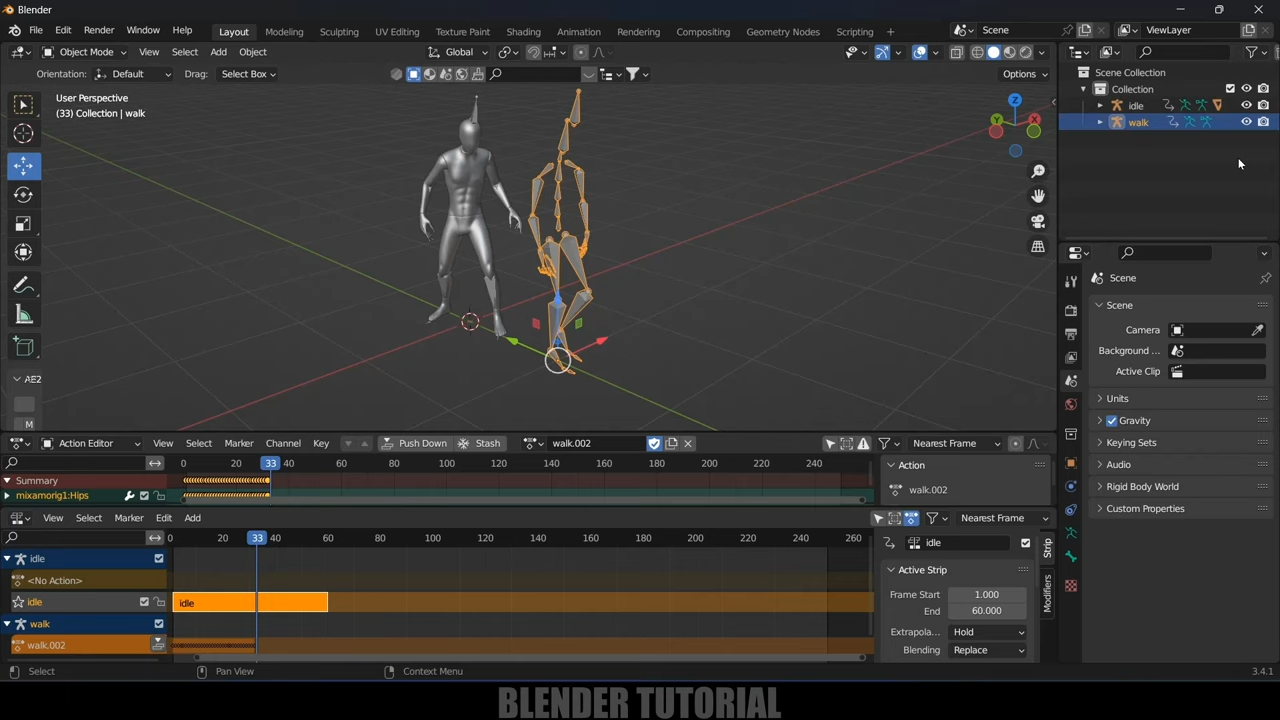 Blender
File Edit Render Window Help Layout Modeling Sculpting UV Editing Texture Paint Shading Animation Rendering Compositing Geometry Nodes Scripting + Scene ViewLayer
Object Mode View Select Add Object Global
Orientation: Default Drag: Select Box Options
User Perspective
(33) Collection | walk
Z
Y
X
AE2
M
Scene Collection
Collection
idle
walk
Scene
Scene
Camera
Background ...
Active Clip
Units
Gravity
Keying Sets
Audio
Rigid Body World
Custom Properties
Action Editor View Select Marker Channel Key Push Down Stash walk.002 Nearest Frame
0 20 33 40 60 80 100 120 140 160 180 200 220 240
Summary
mixamorig1:Hips
Action
walk.002
View Select Marker Edit Add Nearest Frame
0 20 33 40 60 80 100 120 140 160 180 200 220 240 260
idle
<No Action>
idle idle
walk
walk.002
idle
Active Strip
Frame Start 1.000
End 60.000
Extrapola... Hold
Blending Replace
Strip
Modifiers
Select Pan View Context Menu 3.4.1
BLENDER TUTORIAL